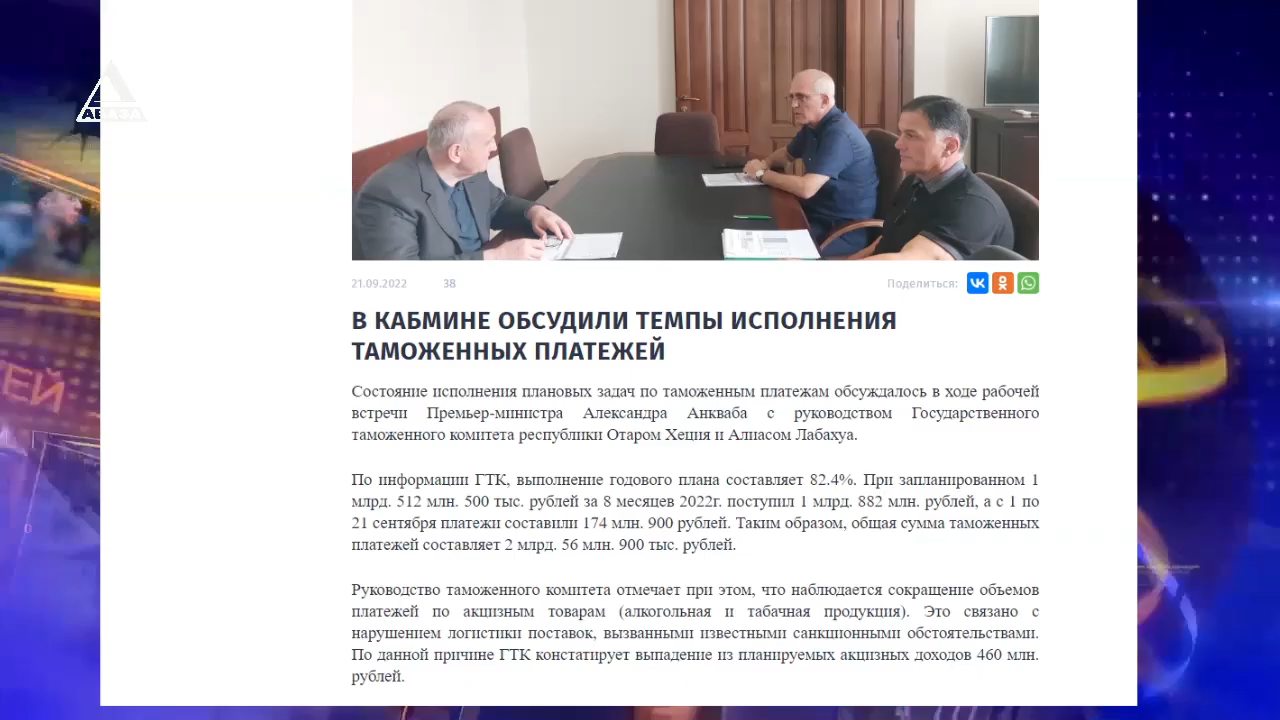 АБАЗА
21.09.2022 38 Поделиться:
В КАБМИНЕ ОБСУДИЛИ ТЕМПЫ ИСПОЛНЕНИЯ
ТАМОЖЕННЫХ ПЛАТЕЖЕЙ
Состояние исполнения плановых задач по таможенным платежам обсуждалось в ходе рабочей
встречи Премьер-министра Александра Анкваба с руководством Государственного
таможенного комитета республики Отаром Хеция и Алиасом Лабахуа.
По информации ГТК, выполнение годового плана составляет 82.4%. При запланированном 1
млрд. 512 млн. 500 тыс. рублей за 8 месяцев 2022г. поступил 1 млрд. 882 млн. рублей, а с 1 по
21 сентября платежи составили 174 млн. 900 рублей. Таким образом, общая сумма таможенных
платежей составляет 2 млрд. 56 млн. 900 тыс. рублей.
Руководство таможенного комитета отмечает при этом, что наблюдается сокращение объемов
платежей по акцизным товарам (алкогольная и табачная продукция). Это связано с
нарушением логистики поставок, вызванными известными санкционными обстоятельствами.
По данной причине ГТК констатирует выпадение из планируемых акцизных доходов 460 млн.
рублей.